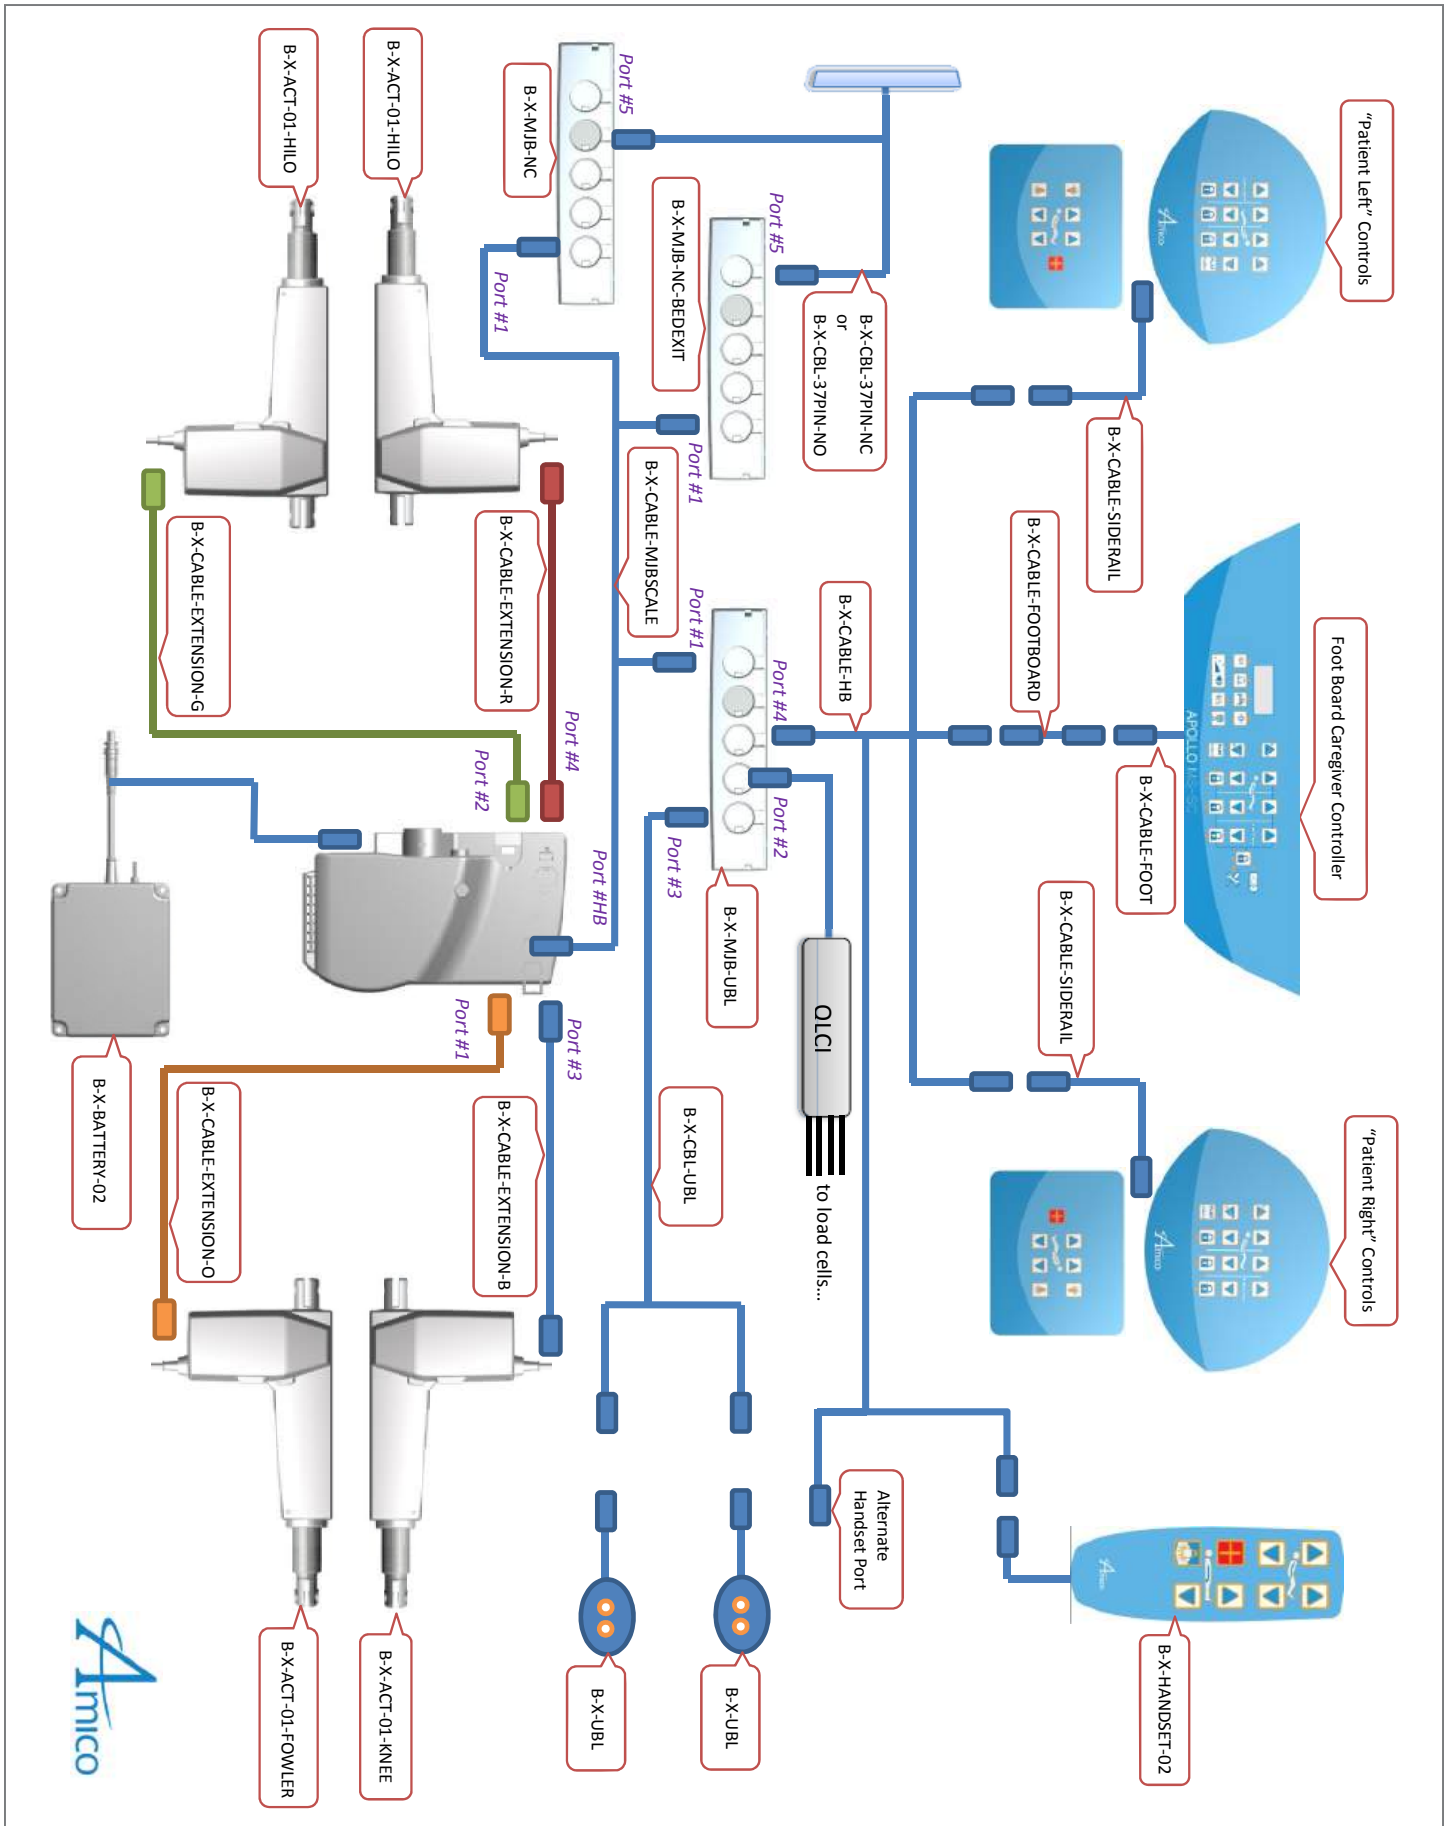 "Patient Left" Controls
Foot Board Caregiver Controller
"Patient Right" Controls
Amico
APOLLO
Amico
B-X-CABLE-SIDERAIL
B-X-CABLE-FOOT
B-X-CABLE-SIDERAIL
B-X-HANDSET-02
Amico
B-X-CABLE-FOOTBOARD
B-X-CBL-37PIN-NC
or
B-X-CBL-37PIN-NO
B-X-CABLE-HB
QLCI
to load cells...
Alternate
Handset Port
Port #5
Port #4
Port #2
B-X-MJB-NC-BEDEXIT
B-X-MJB-UBL
Port #5
Port #1
Port #1
Port #3
B-X-MJB-NC
B-X-CABLE-MJBSCALE
B-X-CBL-UBL
B-X-UBL
Port #1
Port #HB
B-X-UBL
Port #4
Port #3
B-X-CABLE-EXTENSION-R
B-X-CABLE-EXTENSION-B
Port #2
Port #1
B-X-ACT-01-HILO
B-X-ACT-01-KNEE
B-X-ACT-01-HILO
B-X-ACT-01-FOWLER
B-X-CABLE-EXTENSION-G
B-X-CABLE-EXTENSION-O
B-X-BATTERY-02
Amico